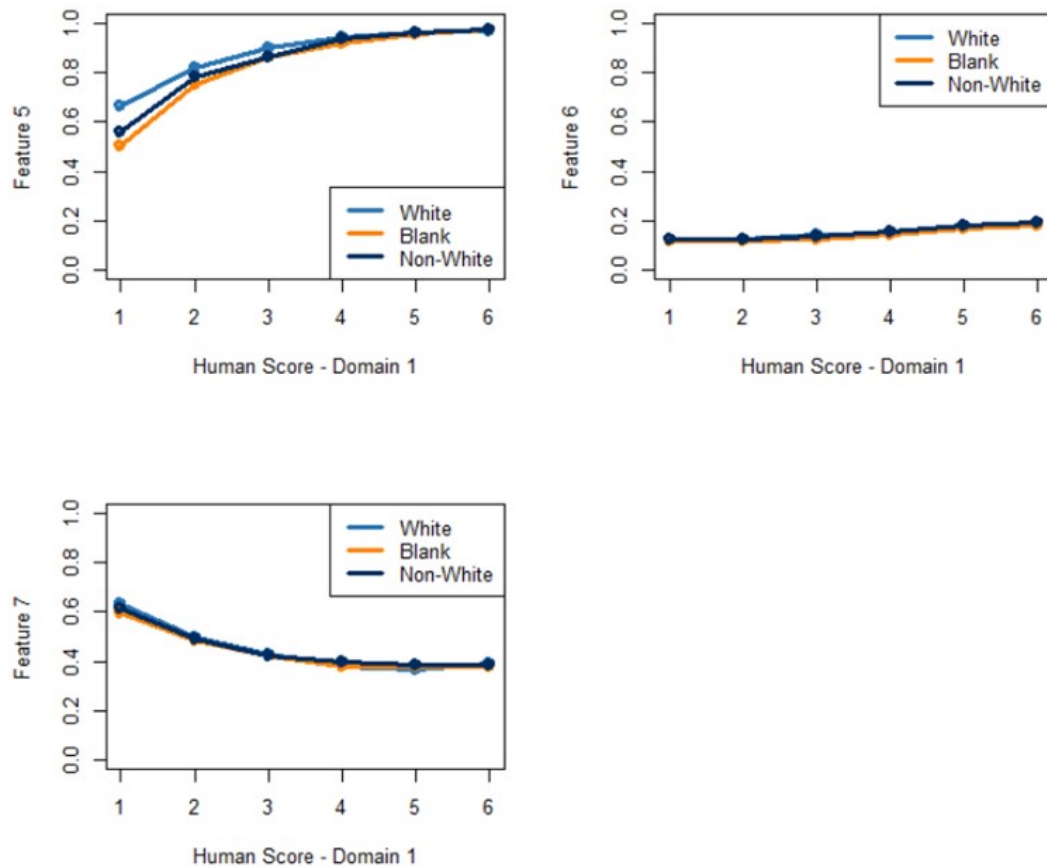 Feature 5
1.0
0.8
0.6
0.4
0.2
0.0
White
Blank
Non-White
1 2 3 4 5 6
Human Score - Domain 1
Feature 6
1.0
0.8
0.6
0.4
0.2
0.0
White
Blank
Non-White
1 2 3 4 5 6
Human Score - Domain 1
Feature 7
1.0
0.8
0.6
0.4
0.2
0.0
White
Blank
Non-White
1 2 3 4 5 6
Human Score - Domain 1